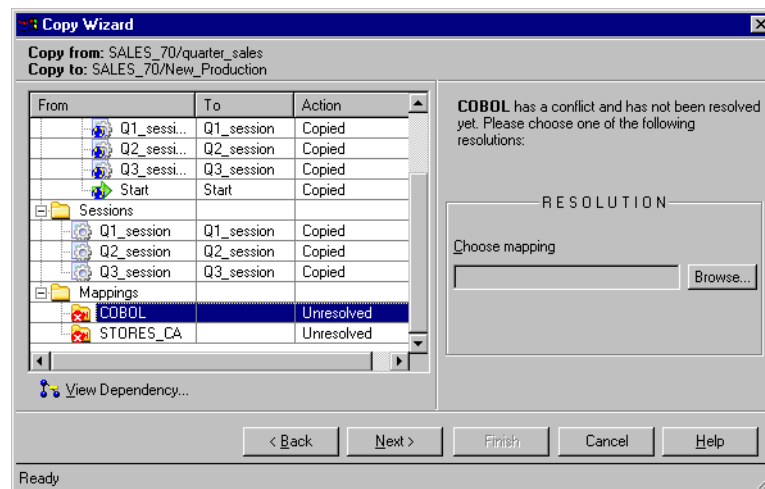 Copy Wizard
Copy from: SALES_70/quarter_sales
Copy to: SALES_70/New_Production
From To Action
Q1_sessi... Q1_session Copied
Q2_sessi... Q2_session Copied
Q3_sessi... Q3_session Copied
Start Start Copied
Sessions
Q1_session Q1_session Copied
Q2_session Q2_session Copied
Q3_session Q3_session Copied
Mappings
COBOL Unresolved
STORES_CA Unresolved
View Dependency...
COBOL has a conflict and has not been resolved
yet. Please choose one of the following
resolutions:
RESOLUTION
Choose mapping
Browse...
< Back Next > Finish Cancel Help
Ready